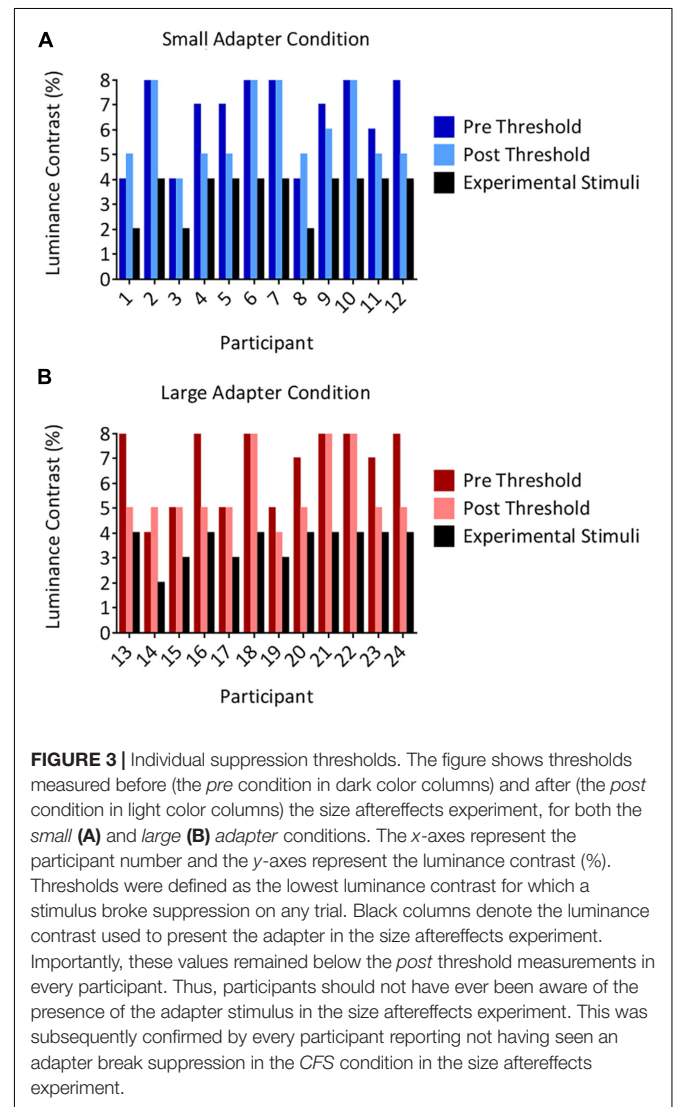 A
Small Adapter Condition
Luminance Contrast (%)
8
7
6
5
4
3
2
1
0
1 2 3 4 5 6 7 8 9 10 11 12
Participant
Pre Threshold
Post Threshold
Experimental Stimuli
B
Large Adapter Condition
Luminance Contrast (%)
8
7
6
5
4
3
2
1
0
13 14 15 16 17 18 19 20 21 22 23 24
Participant
Pre Threshold
Post Threshold
Experimental Stimuli
FIGURE 3 | Individual suppression thresholds. The figure shows thresholds
measured before (the pre condition in dark color columns) and after (the post
condition in light color columns) the size aftereffects experiment, for both the
small (A) and large (B) adapter conditions. The x-axes represent the
participant number and the y-axes represent the luminance contrast (%).
Thresholds were defined as the lowest luminance contrast for which a
stimulus broke suppression on any trial. Black columns denote the luminance
contrast used to present the adapter in the size aftereffects experiment.
Importantly, these values remained below the post threshold measurements in
every participant. Thus, participants should not have ever been aware of the
presence of the adapter stimulus in the size aftereffects experiment. This was
subsequently confirmed by every participant reporting not having seen an
adapter break suppression in the CFS condition in the size aftereffects
experiment.